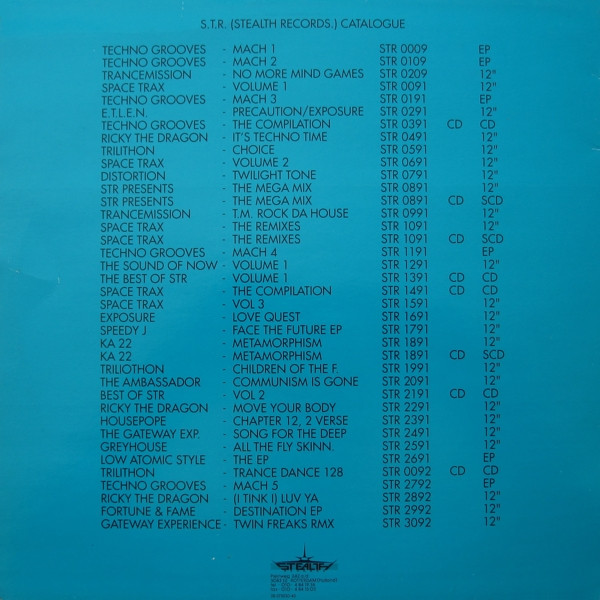 S.T.R. (STEALTH RECORDS.) CATALOGUE
TECHNO GROOVES - MACH 1 STR 0009 EP
TECHNO GROOVES - MACH 2 STR 0109 EP
TRANCEMISSION - NO MORE MIND GAMES STR 0209 12"
SPACE TRAX - VOLUME 1 STR 0091 12"
TECHNO GROOVES - MACH 3 STR 0191 EP
E.T.L.E.N. - PRECAUTION/EXPOSURE STR 0291 12"
TECHNO GROOVES - THE COMPILATION STR 0391 CD CD
RICKY THE DRAGON - IT'S TECHNO TIME STR 0491 12"
TRILITHON - CHOICE STR 0591 12"
SPACE TRAX - VOLUME 2 STR 0691 12"
DISTORTION - TWILIGHT TONE STR 0791 12"
STR PRESENTS - THE MEGA MIX STR 0891 12"
STR PRESENTS - THE MEGA MIX STR 0891 CD SCD
TRANCEMISSION - T.M. ROCK DA HOUSE STR 0991 12"
SPACE TRAX - THE REMIXES STR 1091 12"
SPACE TRAX - THE REMIXES STR 1091 CD SCD
TECHNO GROOVES - MACH 4 STR 1191 EP
THE SOUND OF NOW - VOLUME 1 STR 1291 12"
THE BEST OF STR - VOLUME 1 STR 1391 CD CD
SPACE TRAX - THE COMPILATION STR 1491 CD CD
SPACE TRAX - VOL 3 STR 1591 12"
EXPOSURE - LOVE QUEST STR 1691 12"
SPEEDY J - FACE THE FUTURE EP STR 1791 12"
KA 22 - METAMORPHISM STR 1891 12"
KA 22 - METAMORPHISM STR 1891 CD SCD
TRILIOTHON - CHILDREN OF THE F. STR 1991 12"
THE AMBASSADOR - COMMUNISM IS GONE STR 2091 12"
BEST OF STR - VOL 2 STR 2191 CD CD
RICKY THE DRAGON - MOVE YOUR BODY STR 2291 12"
HOUSEPOPE - CHAPTER 12, 2 VERSE STR 2391 12"
THE GATEWAY EXP. - SONG FOR THE DEEP STR 2491 12"
GREYHOUSE - ALL THE FLY SKINN. STR 2591 12"
LOW ATOMIC STYLE - THE EP STR 2691 EP
TRILITHON - TRANCE DANCE 128 STR 0092 CD CD
TECHNO GROOVES - MACH 5 STR 2792 EP
RICKY THE DRAGON - (I TINK I) LUV YA STR 2892 12"
FORTUNE & FAME - DESTINATION EP STR 2992 12"
GATEWAY EXPERIENCE - TWIN FREAKS RMX STR 3092 12"
STEALTH